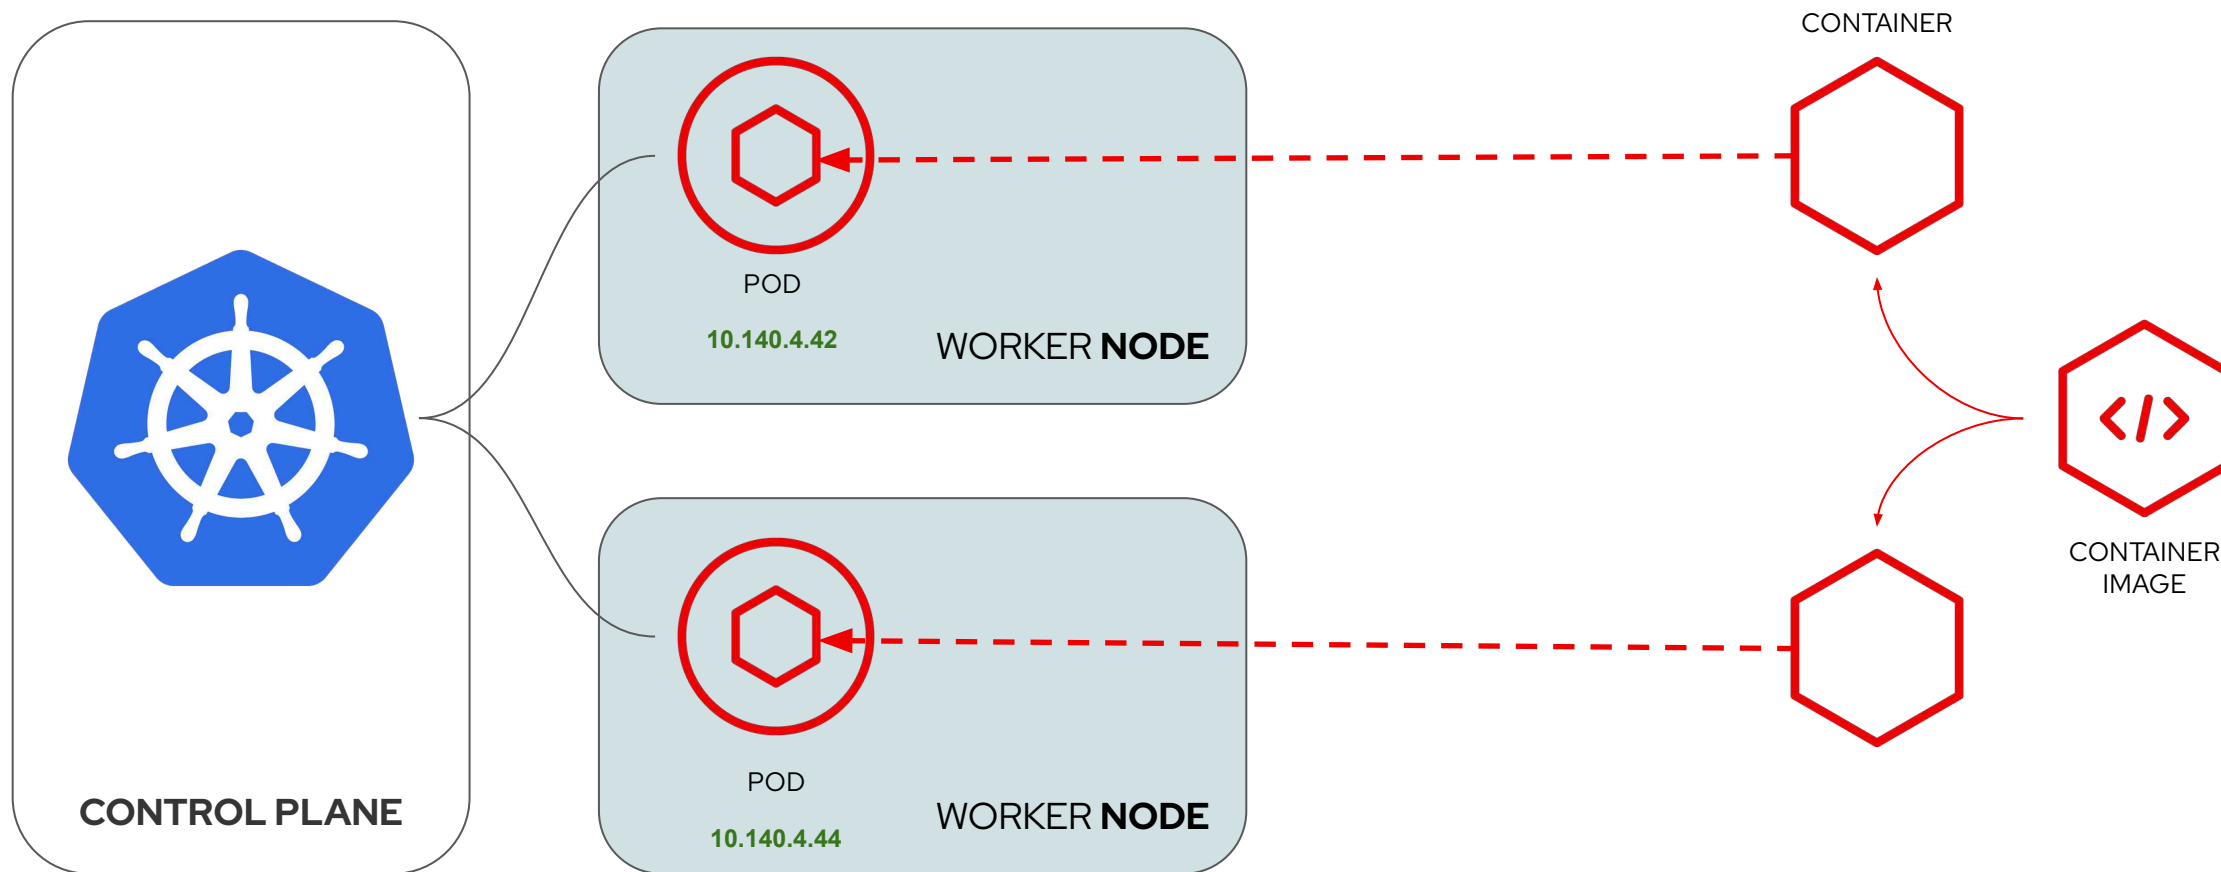 CONTAINER
POD
10.140.4.42
WORKER NODE
</>
CONTAINER
IMAGE
POD
10.140.4.44
WORKER NODE
CONTROL PLANE